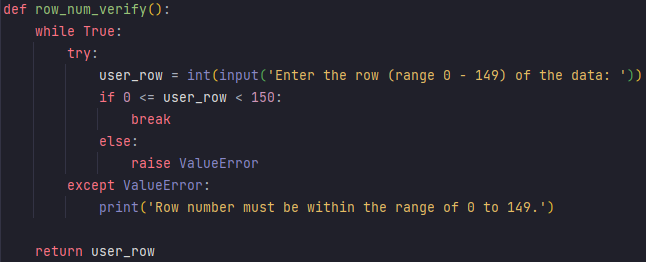 def row_num_verify():
    while True:
        try:
            user_row = int(input('Enter the row (range 0 - 149) of the data: '))
            if 0 <= user_row < 150:
                break
            else:
                raise ValueError
        except ValueError:
            print('Row number must be within the range of 0 to 149.')

    return user_row